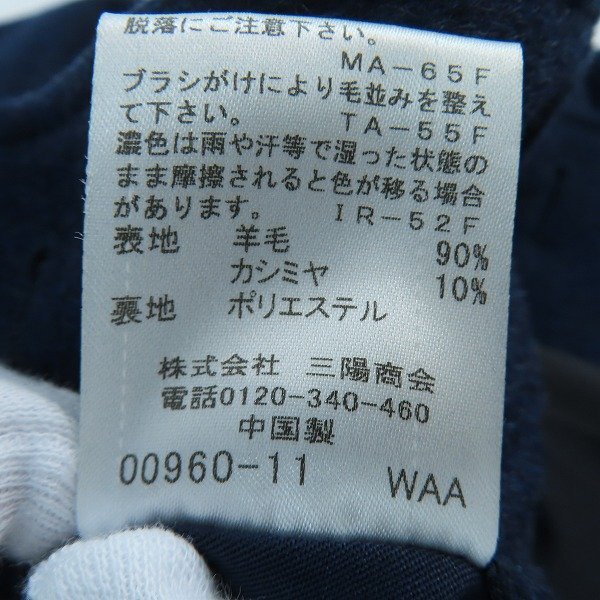 脱落にご注意下さい。
MA-65F
ブラシがけにより毛並みを整え
て下さい。 TA-55F
濃色は雨や汗等で湿った状態の
まま摩擦されると色が移る場合
があります。 IR-52F
表地 羊毛 90%
カシミヤ 10%
裏地 ポリエステル
株式会社 三陽商会
電話0120-340-460
中国製
00960-11 WAA